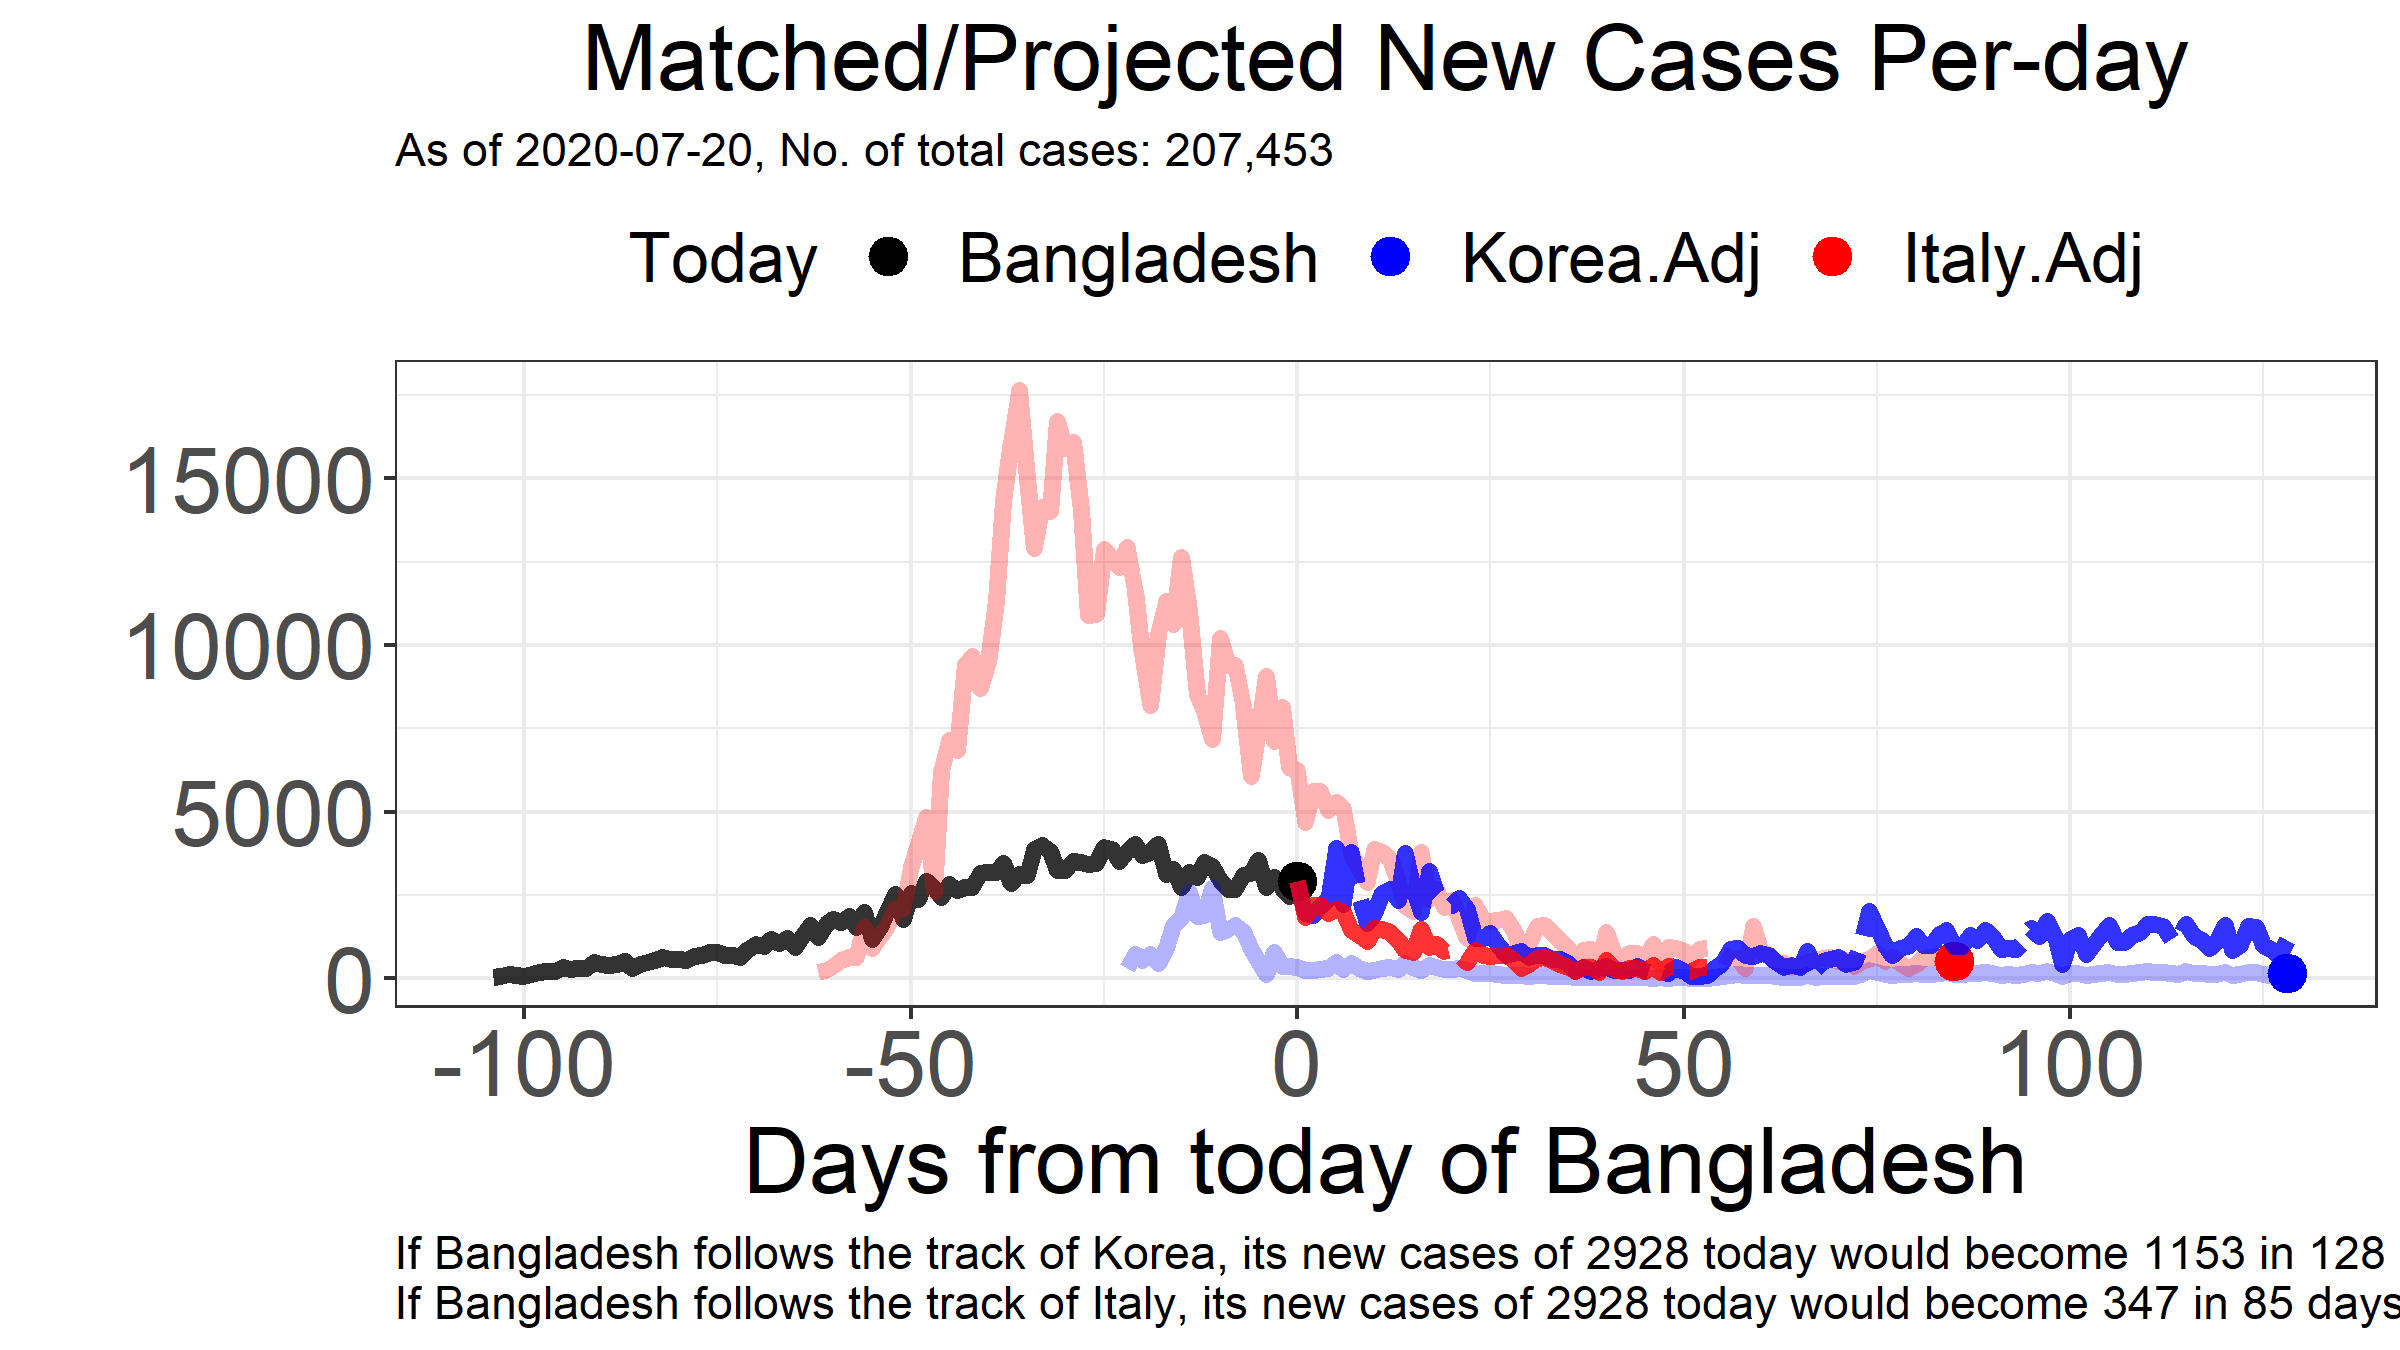 Matched/Projected New Cases Per-day
As of 2020-07-20, No. of total cases: 207,453
Today Bangladesh Korea.Adj Italy.Adj
15000
10000
5000
0
-100 -50 0 50 100
Days from today of Bangladesh
If Bangladesh follows the track of Korea, its new cases of 2928 today would become 1153 in 128
If Bangladesh follows the track of Italy, its new cases of 2928 today would become 347 in 85 days